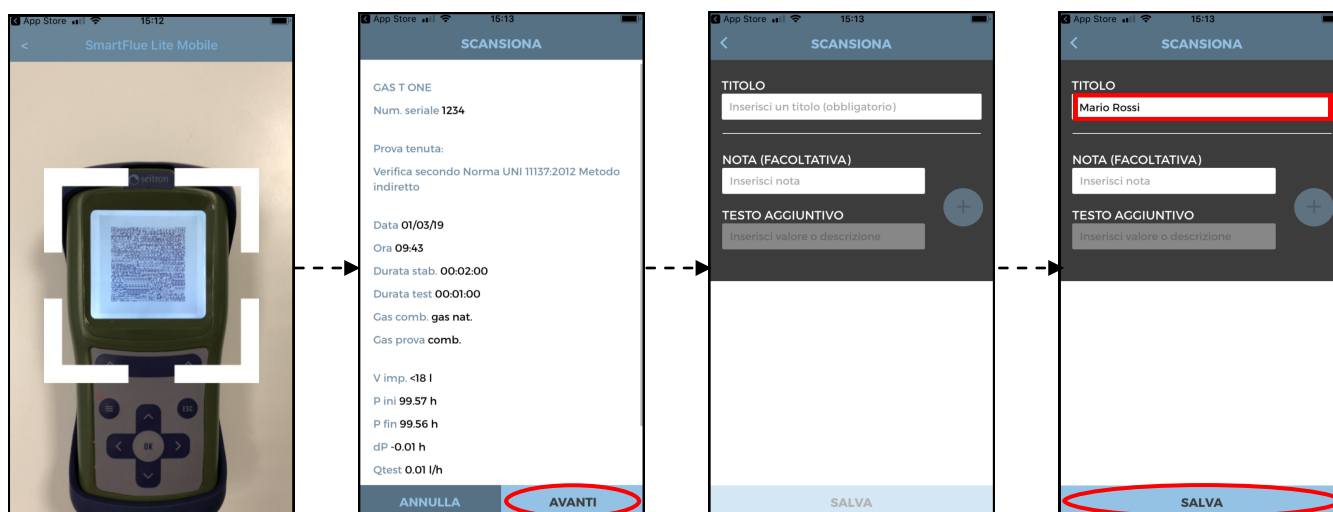 App Store 15:12
< SmartFlue Lite Mobile
seitron
ESC
OK
App Store 15:13
SCANSIONA
GAS T ONE
Num. seriale 1234
Prova tenuta:
Verifica secondo Norma UNI 11137:2012 Metodo
indiretto
Data 01/03/19
Ora 09:43
Durata stab. 00:02:00
Durata test 00:01:00
Gas comb. gas nat.
Gas prova comb.
V imp. <18 l
P ini 99.57 h
P fin 99.56 h
dP -0.01 h
Qtest 0.01 l/h
ANNULLA AVANTI
App Store 15:13
< SCANSIONA
TITOLO
Inserisci un titolo (obbligatorio)
NOTA (FACOLTATIVA)
Inserisci nota
+
TESTO AGGIUNTIVO
Inserisci valore o descrizione
SALVA
App Store 15:13
< SCANSIONA
TITOLO
Mario Rossi
NOTA (FACOLTATIVA)
Inserisci nota
+
TESTO AGGIUNTIVO
Inserisci valore o descrizione
SALVA